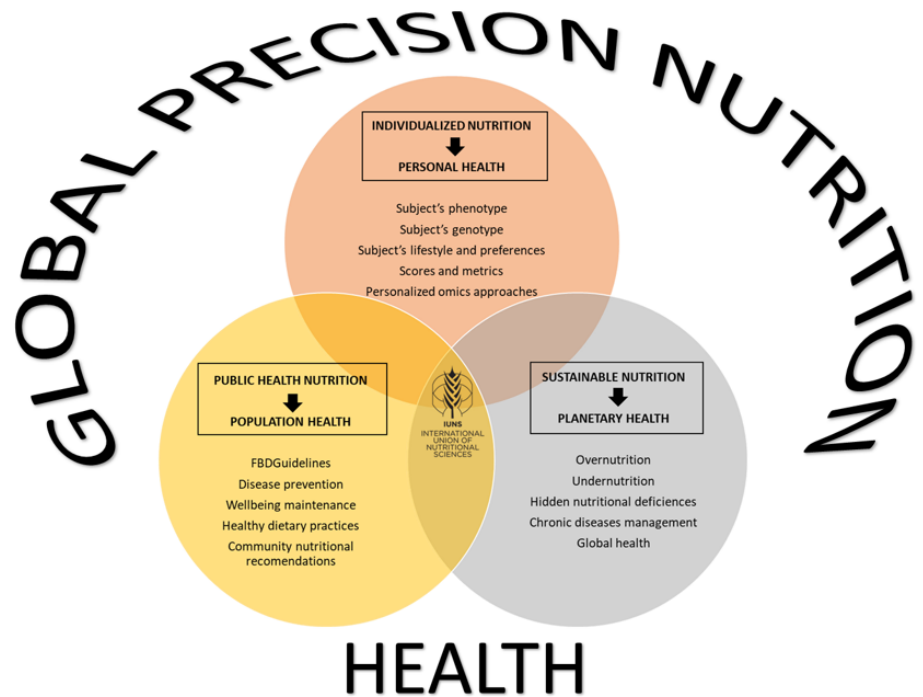 GLOBAL PRECISION NUTRITION
INDIVIDUALIZED NUTRITION
PERSONAL HEALTH
Subject's phenotype
Subject's genotype
Subject's lifestyle and preferences
Scores and metrics
Personalized omics approaches
PUBLIC HEALTH NUTRITION
POPULATION HEALTH
FBDGuidelines
Disease prevention
Wellbeing maintenance
Healthy dietary practices
Community nutritional
recomendations
IUNS
INTERNATIONAL
UNION OF
NUTRITIONAL
SCIENCES
SUSTAINABLE NUTRITION
PLANETARY HEALTH
Overnutrition
Undernutrition
Hidden nutritional deficiences
Chronic diseases management
Global health
HEALTH